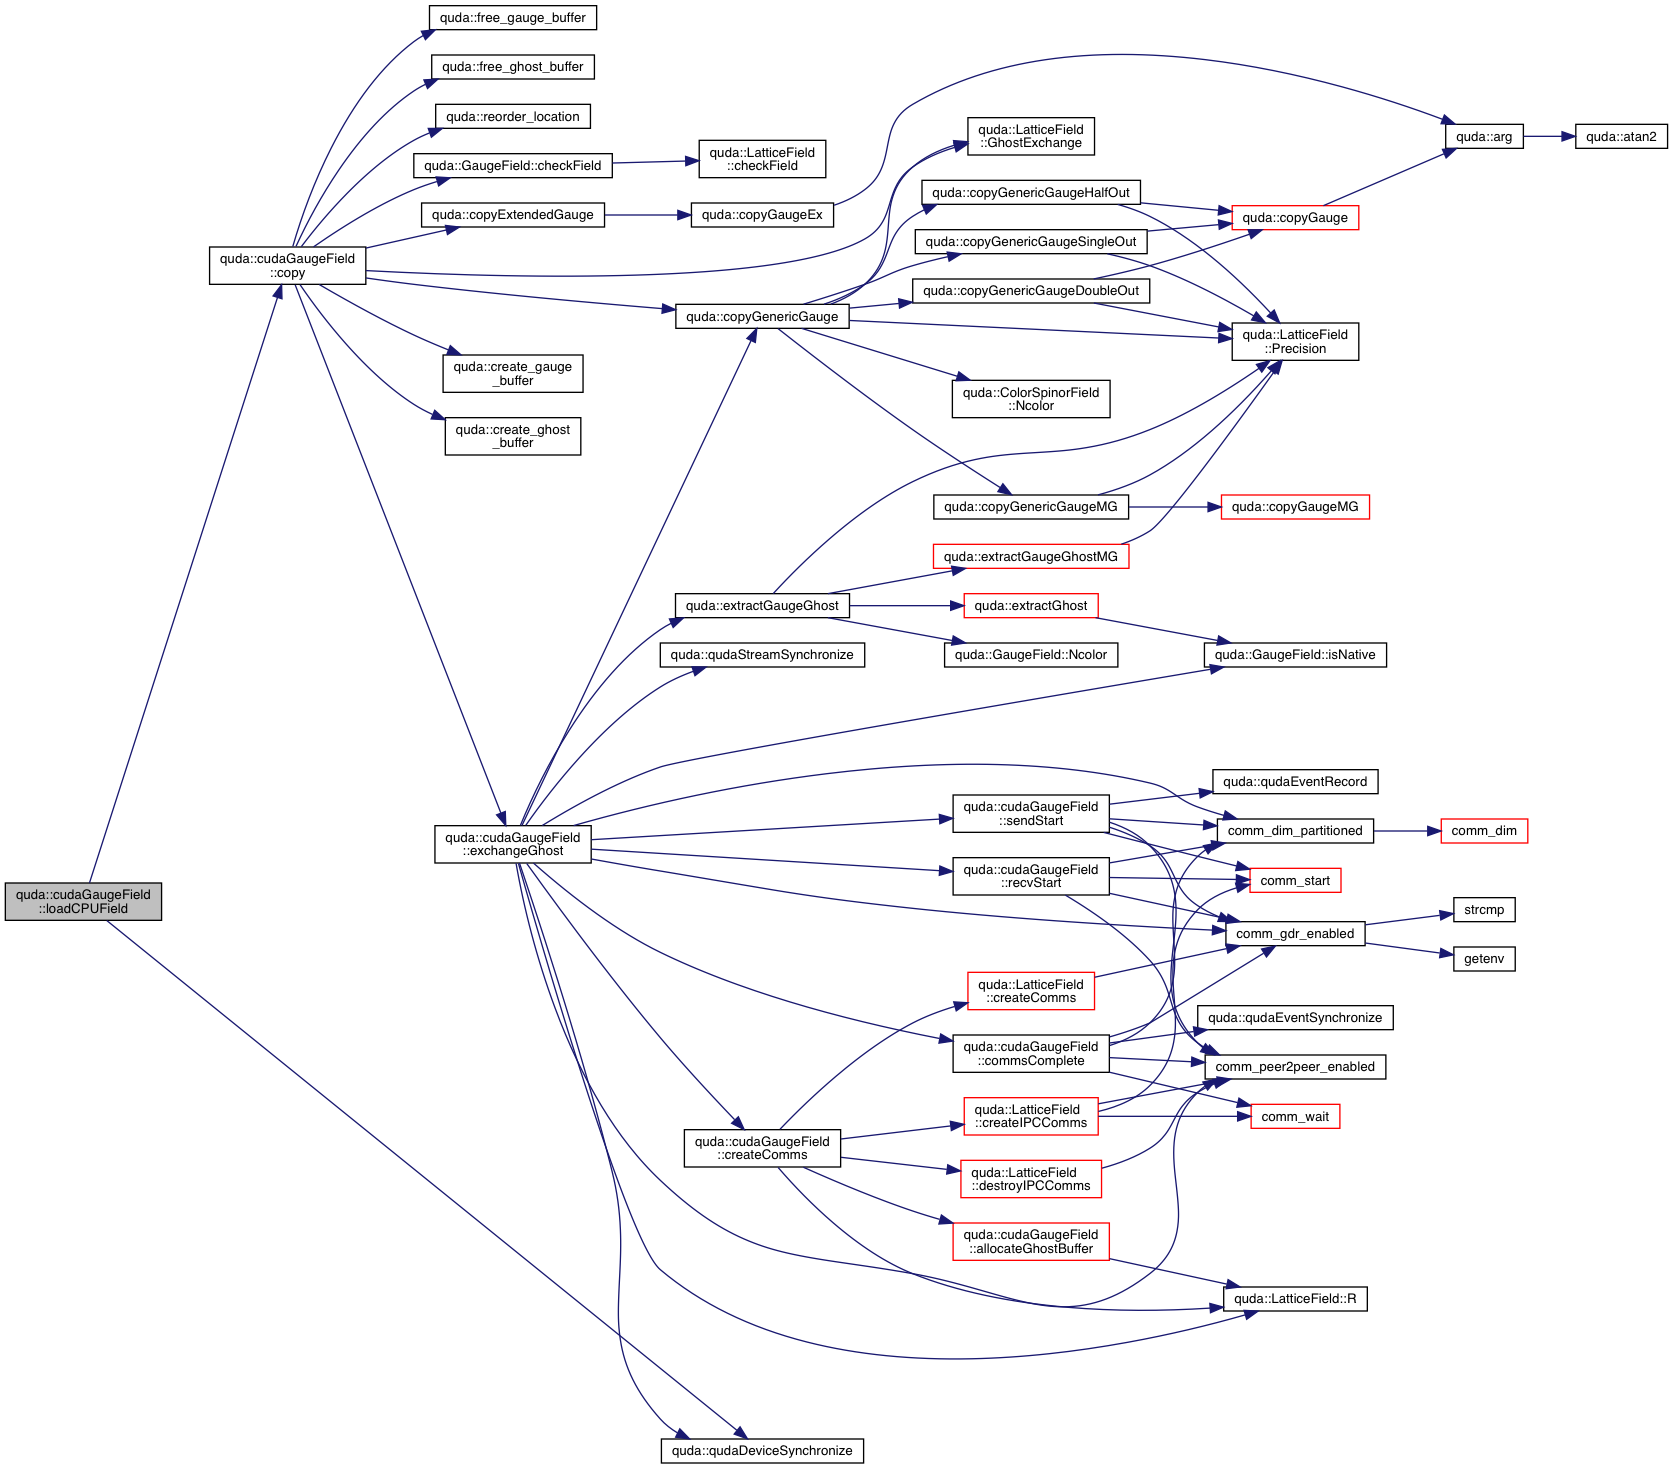 quda::free_gauge_buffer
quda::free_ghost_buffer
quda::reorder_location
quda::GaugeField::checkField
quda::LatticeField
::checkField
quda::copyExtendedGauge
quda::copyGaugeEx
quda::cudaGaugeField
::copy
quda::LatticeField
::GhostExchange
quda::arg
quda::atan2
quda::copyGenericGaugeHalfOut
quda::copyGauge
quda::copyGenericGaugeSingleOut
quda::copyGenericGaugeDoubleOut
quda::copyGenericGauge
quda::LatticeField
::Precision
quda::create_gauge
_buffer
quda::ColorSpinorField
::Ncolor
quda::create_ghost
_buffer
quda::copyGenericGaugeMG
quda::copyGaugeMG
quda::extractGaugeGhostMG
quda::extractGaugeGhost
quda::extractGhost
quda::qudaStreamSynchronize
quda::GaugeField::Ncolor
quda::GaugeField::isNative
quda::cudaGaugeField
::exchangeGhost
quda::cudaGaugeField
::sendStart
quda::qudaEventRecord
comm_dim_partitioned
comm_dim
quda::cudaGaugeField
::recvStart
comm_start
quda::cudaGaugeField
::loadCPUField
comm_gdr_enabled
strcmp
getenv
quda::LatticeField
::createComms
quda::cudaGaugeField
::commsComplete
quda::qudaEventSynchronize
comm_peer2peer_enabled
quda::LatticeField
::createIPCComms
comm_wait
quda::cudaGaugeField
::createComms
quda::LatticeField
::destroyIPCComms
quda::cudaGaugeField
::allocateGhostBuffer
quda::LatticeField::R
quda::qudaDeviceSynchronize